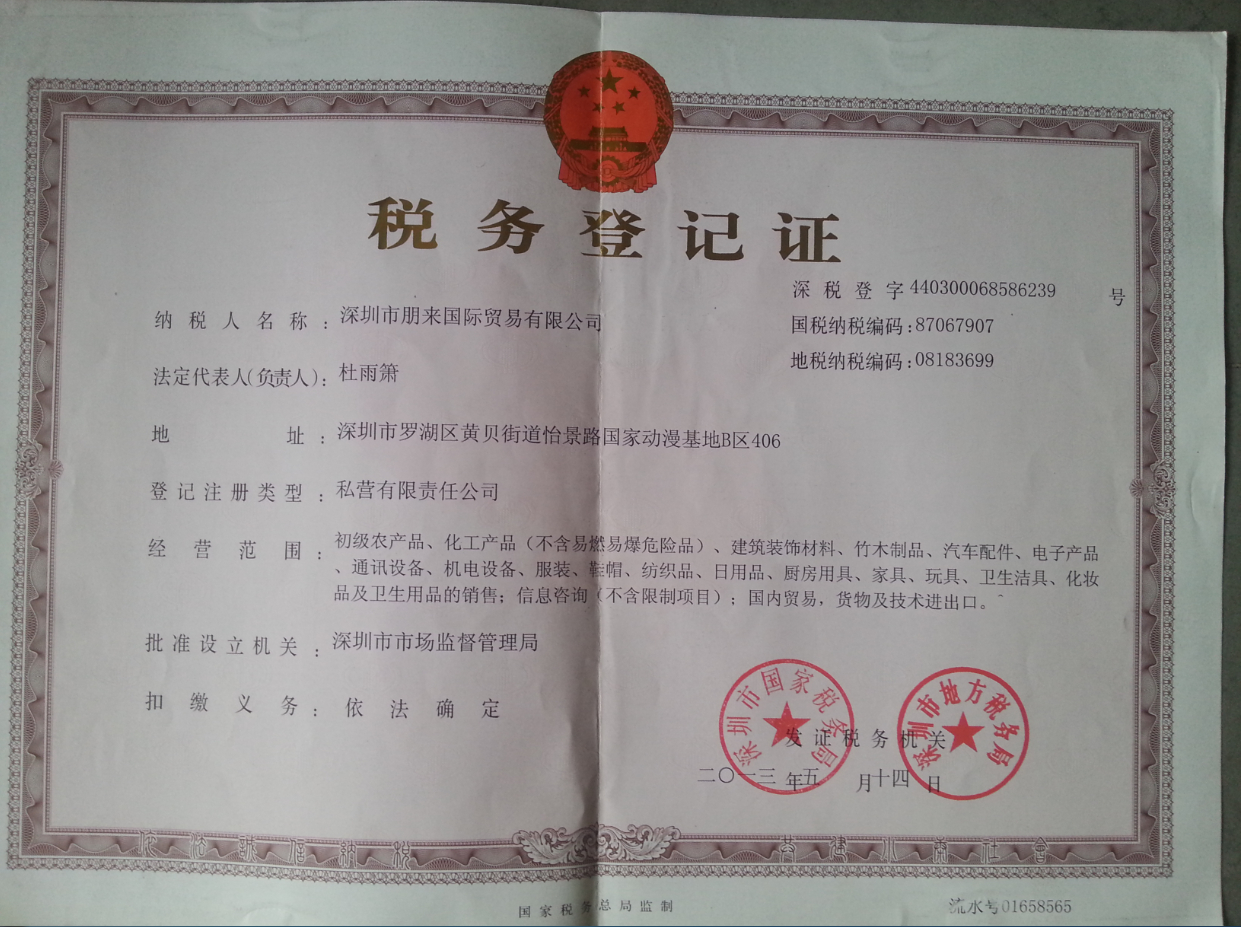 税务登记证
深税登字440300068586239号
国税纳税编码:87067907
地税纳税编码:08183699
纳税人名称:深圳市朋来国际贸易有限公司
法定代表人(负责人):杜雨箫
地址:深圳市罗湖区黄贝街道怡景路国家动漫基地B区406
登记注册类型:私营有限责任公司
经营范围:初级农产品、化工产品(不含易燃易爆危险品)、建筑装饰材料、竹木制品、汽车配件、电子产品
、通讯设备、机电设备、服装、鞋帽、纺织品、日用品、厨房用具、家具、玩具、卫生洁具、化妆
品及卫生用品的销售;信息咨询(不含限制项目);国内贸易,货物及技术进出口。
批准设立机关:深圳市市场监督管理局
扣缴义务:依法确定
深圳市国家税务局
深圳市地方税务局
发证税务机关
二〇一三年五月十四日
依法诚信纳税 共建小康社会
国家税务总局监制
流水号01658565